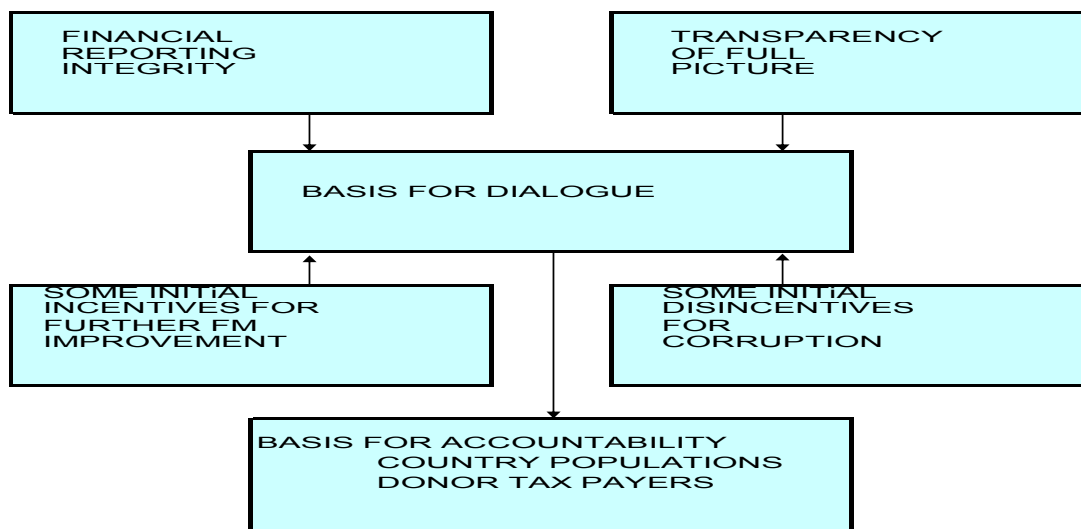 FINANCIAL
REPORTING
INTEGRITY
TRANSPARENCY
OF FULL
PICTURE
BASIS FOR DIALOGUE
SOME INITiAL
INCENTIVES FOR
FURTHER FM
IMPROVEMENT
SOME INITiAL
DISINCENTIVES
FOR
CORRUPTION
BASIS FOR ACCOUNTABILITY
COUNTRY POPULATIONS
DONOR TAX PAYERS